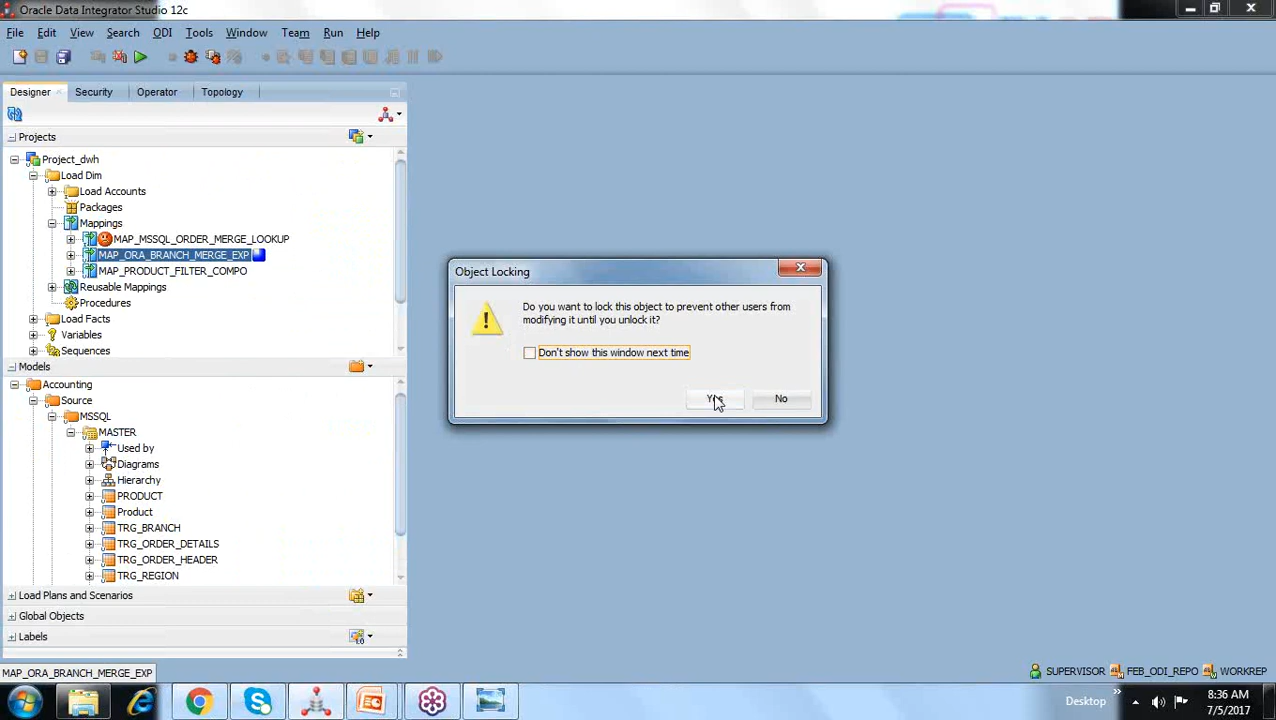 Oracle Data Integrator Studio 12c
File Edit View Search ODI Tools Window Team Run Help
Designer Security Operator Topology
Projects
Project_dwh
Load Dim
Load Accounts
Packages
Mappings
MAP_MSSQL_ORDER_MERGE_LOOKUP
MAP_ORA_BRANCH_MERGE_EXP
MAP_PRODUCT_FILTER_COMPO
Reusable Mappings
Procedures
Load Facts
Variables
Sequences
Models
Accounting
Source
MSSQL
MASTER
Used by
Diagrams
Hierarchy
PRODUCT
Product
TRG_BRANCH
TRG_ORDER_DETAILS
TRG_ORDER_HEADER
TRG_REGION
Load Plans and Scenarios
Global Objects
Labels
MAP_ORA_BRANCH_MERGE_EXP
Object Locking
Do you want to lock this object to prevent other users from
modifying it until you unlock it?
Don't show this window next time
Yes No
SUPERVISOR FEB_ODI_REPO WORKREP
Desktop »
8:36 AM
7/5/2017